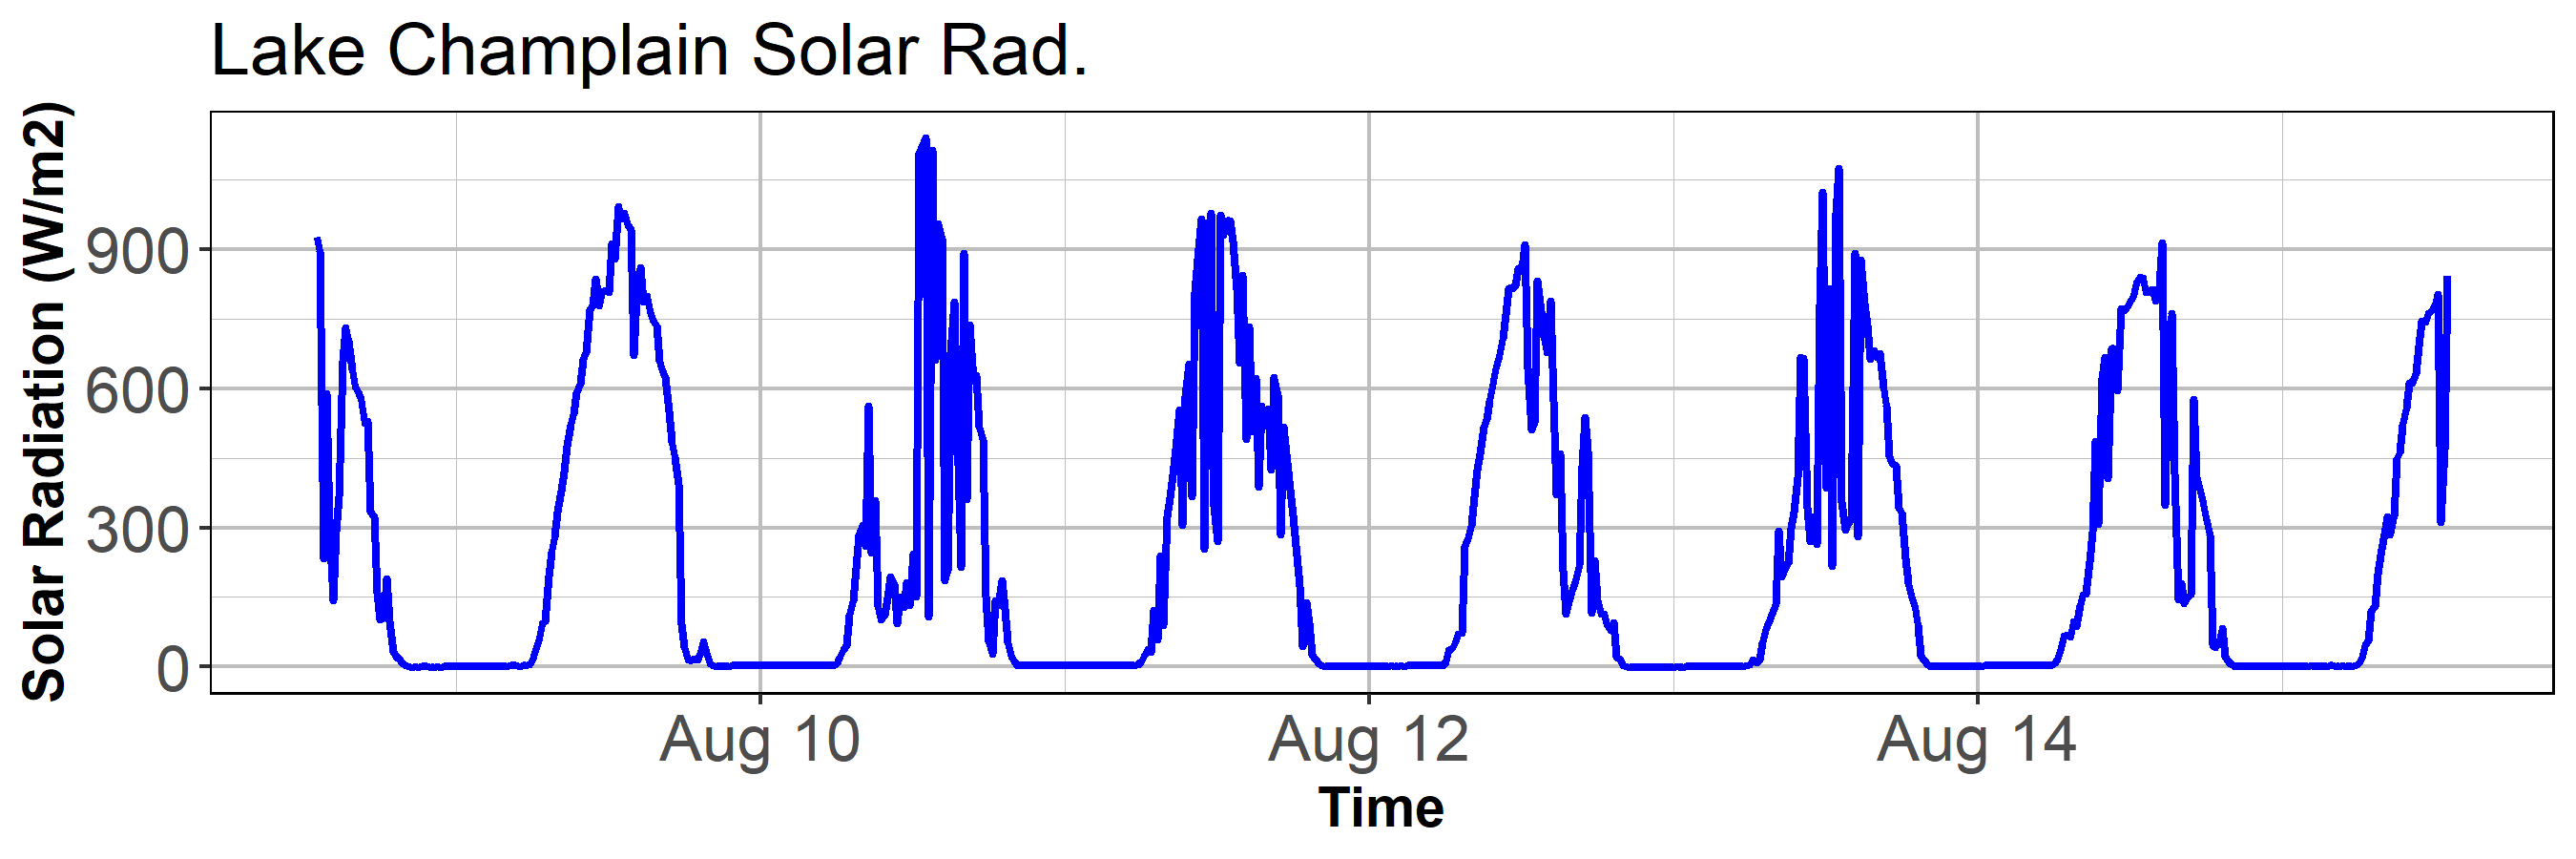 Lake Champlain Solar Rad.
Solar Radiation (W/m2)
900
600
300
0
Aug 10 Aug 12 Aug 14
Time